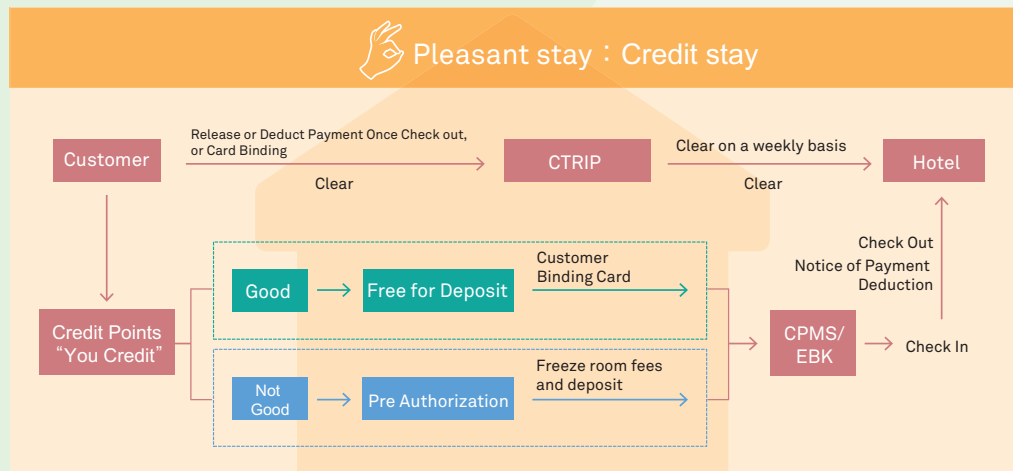 Pleasant stay：Credit stay
Release or Deduct Payment Once Check out,
or Card Binding
Customer
Clear
CTRIP
Clear on a weekly basis
Clear
Hotel
Check Out
Notice of Payment
Deduction
Customer
Binding Card
Good
Free for Deposit
Credit Points
“You Credit”
CPMS/
EBK
Check In
Freeze room fees
and deposit
Not
Good
Pre Authorization